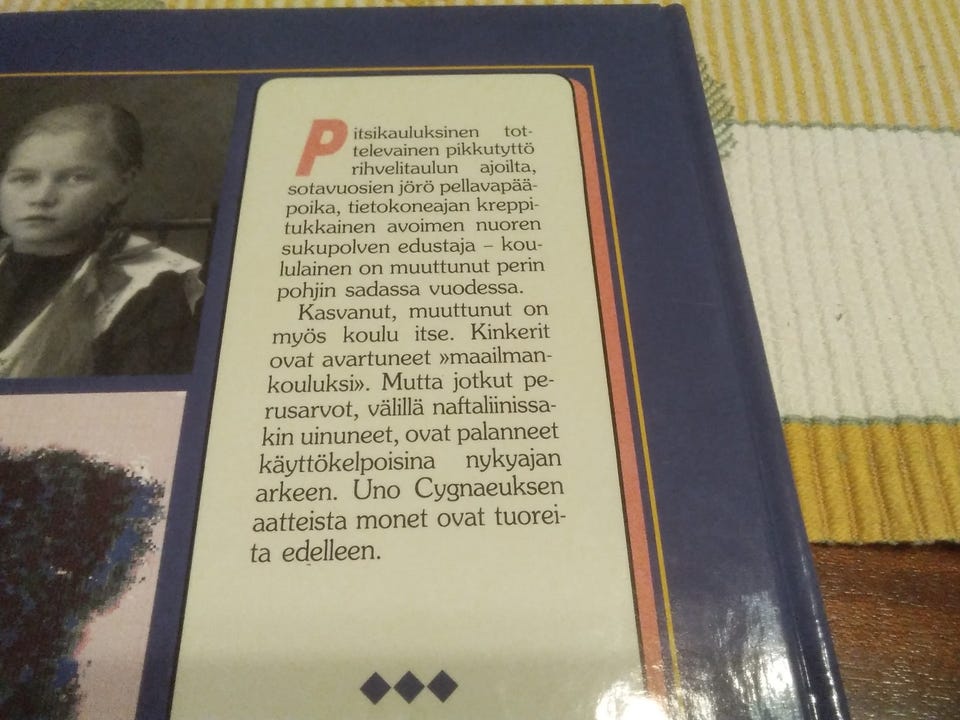 Pitsikauluksinen tot-
televainen pikkutyttö
rihvelitaulun ajoilta,
sotavuosien jörö pellavapää-
poika, tietokoneajan kreppi-
tukkainen avoimen nuoren
sukupolven edustaja – kou-
lulainen on muuttunut perin
pohjin sadassa vuodessa.
Kasvanut, muuttunut on
myös koulu itse. Kinkerit
ovat avartuneet »maailman-
kouluksi». Mutta jotkut pe-
rusarvot, välillä naftaliinissa-
kin uinuneet, ovat palanneet
käyttökelpoisina nykyajan
arkeen. Uno Cygnaeuksen
aatteista monet ovat tuorei-
ta edelleen.